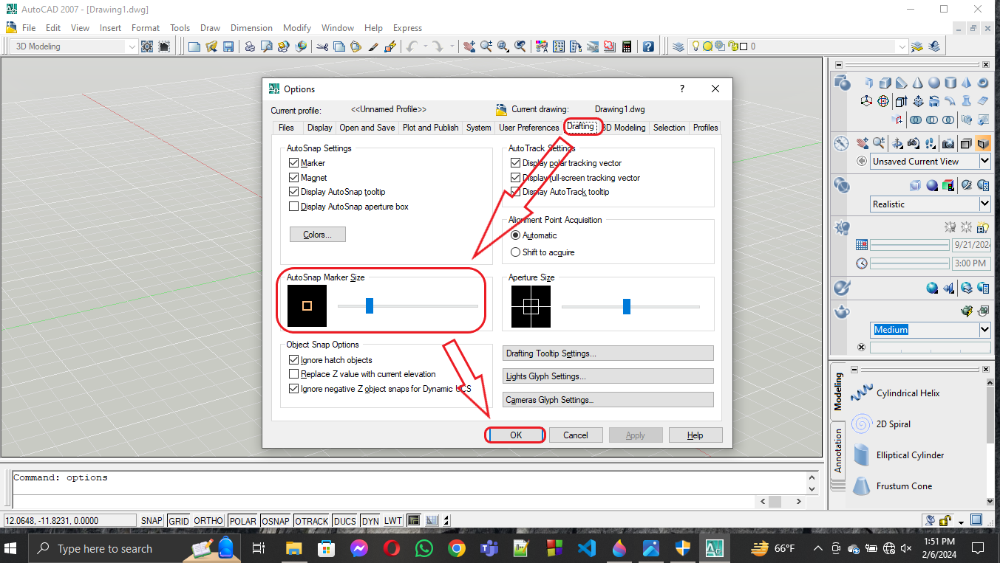 AutoCAD 2007 - [Drawing1.dwg]
File Edit View Insert Format Tools Draw Dimension Modify Window Help Express
3D Modeling
0
Options
?
Current profile: <<Unnamed Profile>> Current drawing: Drawing1.dwg
Files Display Open and Save Plot and Publish System User Preferences Drafting 3D Modeling Selection Profiles
AutoSnap Settings
Marker
Magnet
Display AutoSnap tooltip
Display AutoSnap aperture box
Colors...
AutoTrack Settings
Display polar tracking vector
Display full-screen tracking vector
Display AutoTrack tooltip
Alignment Point Acquisition
Automatic
Shift to acquire
AutoSnap Marker Size
Aperture Size
Object Snap Options
Ignore hatch objects
Replace Z value with current elevation
Ignore negative Z object snaps for Dynamic UCS
Drafting Tooltip Settings...
Lights Glyph Settings...
Cameras Glyph Settings...
OK Cancel Apply Help
Unsaved Current View
Realistic
9/21/2024
3:00 PM
Medium
Modeling
Annotation
Cylindrical Helix
2D Spiral
Elliptical Cylinder
Frustum Cone
Command: options
12.0648, -11.8231, 0.0000 SNAP GRID ORTHO POLAR OSNAP OTRACK DUCS DYN LWT
Type here to search
66°F
1:51 PM
2/6/2024